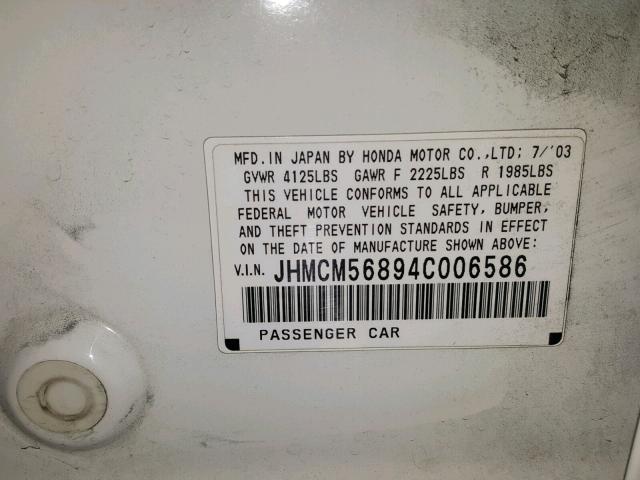 MFD. IN JAPAN BY HONDA MOTOR CO.,LTD; 7/'03
GVWR 4125LBS GAWR F 2225LBS R 1985LBS
THIS VEHICLE CONFORMS TO ALL APPLICABLE
FEDERAL MOTOR VEHICLE SAFETY, BUMPER,
AND THEFT PREVENTION STANDARDS IN EFFECT
ON THE DATE OF MANUFACTURE SHOWN ABOVE:
V.I.N. JHMCM56894C006586
PASSENGER CAR